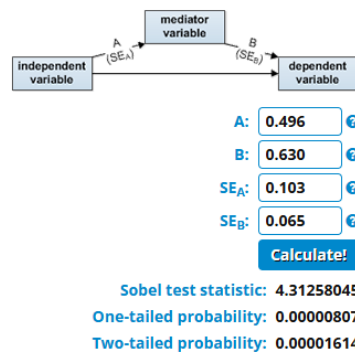 mediator
variable
A
(SEA)
B
(SEB)
independent
variable
dependent
variable
A: 0.496 ?
B: 0.630 ?
SEA: 0.103 ?
SEB: 0.065 ?
Calculate!
Sobel test statistic: 4.31258045
One-tailed probability: 0.00000807
Two-tailed probability: 0.00001614